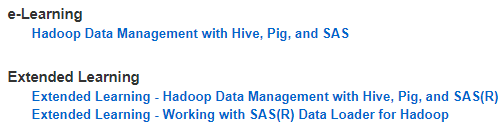 e-Learning
Hadoop Data Management with Hive, Pig, and SAS
Extended Learning
Extended Learning - Hadoop Data Management with Hive, Pig, and SAS(R)
Extended Learning - Working with SAS(R) Data Loader for Hadoop